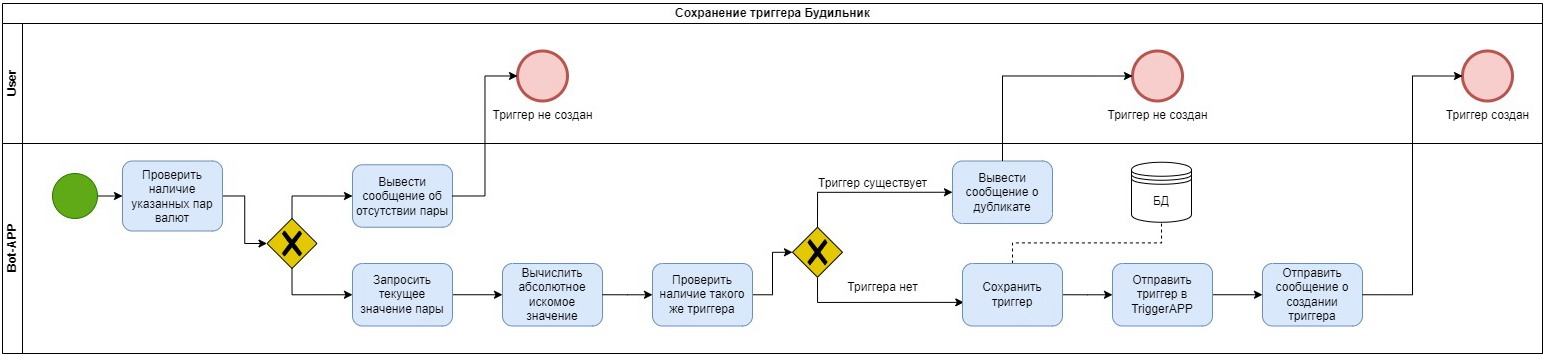 Сохранение триггера Будильник
User
Триггер не создан
Триггер не создан
Триггер создан
Bot-APP
Проверить
наличие
указанных пар
валют
Вывести
сообщение об
отсутствии пары
Запросить
текущее
значение пары
Вычислить
абсолютное
искомое
значение
Проверить
наличие такого
же триггера
Триггер существует
Вывести
сообщение о
дубликате
БД
Триггера нет
Сохранить
триггер
Отправить
триггер в
TriggerAPP
Отправить
сообщение о
создании
триггера